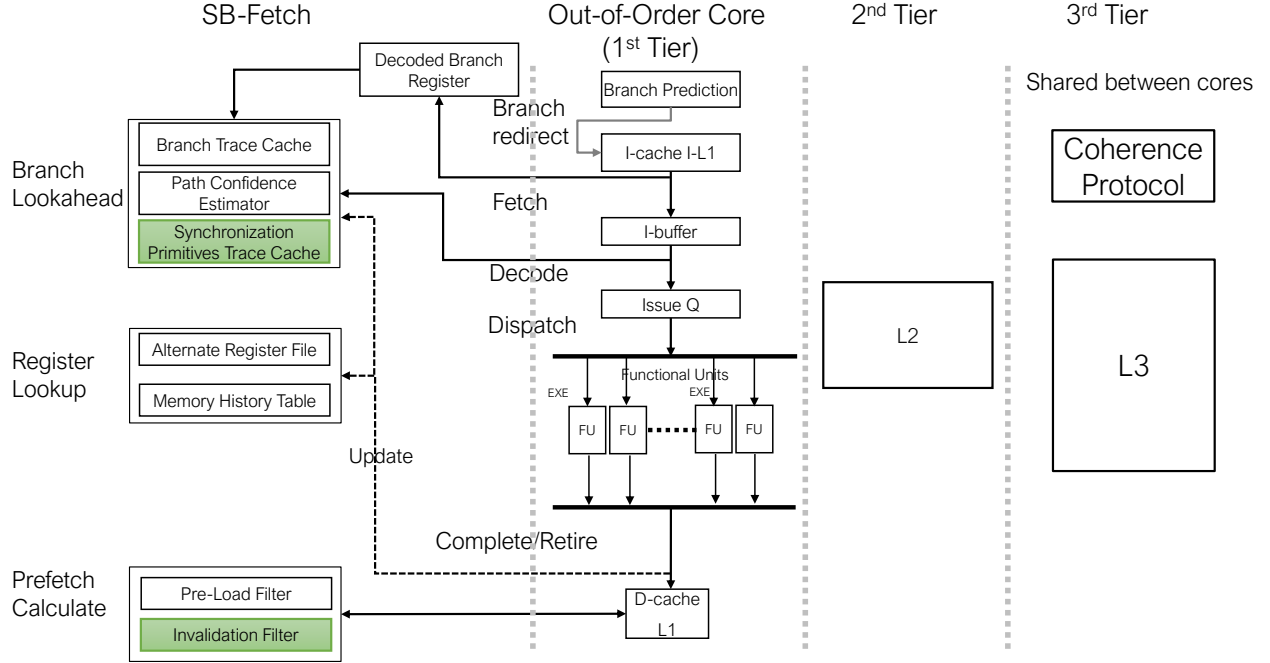 SB-Fetch
Out-of-Order Core
(1st Tier)
2nd Tier
3rd Tier
Shared between cores
Decoded Branch
Register
Branch Prediction
Branch
redirect
Branch Trace Cache
I-cache I-L1
Coherence
Protocol
Branch
Lookahead
Path Confidence
Estimator
Fetch
Synchronization
Primitives Trace Cache
I-buffer
Decode
Issue Q
Dispatch
L2
L3
Register
Lookup
Alternate Register File
Memory History Table
Functional Units
EXE
EXE
FU
FU
FU
FU
Update
Complete/Retire
Prefetch
Calculate
Pre-Load Filter
Invalidation Filter
D-cache
L1